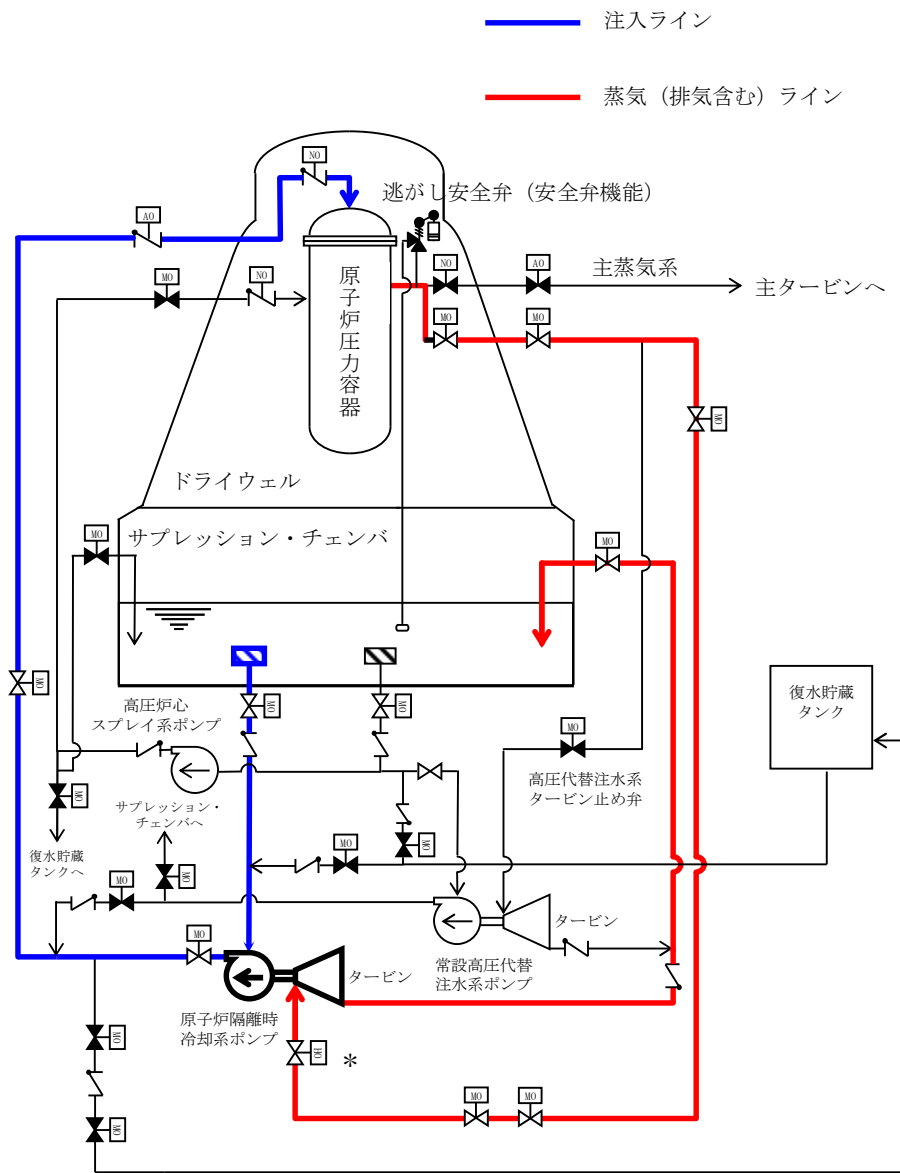 注入ライン
蒸気（排気含む）ライン
NO
逃がし安全弁（安全弁機能）
AO
MO
NO
NO
AO
主蒸気系
主タービンへ
原子炉圧力容器
MO
MO
MO
ドライウェル
サプレッション・チェンバ
MO
MO
MO
MO
MO
高圧炉心
スプレイ系ポンプ
復水貯蔵
タンク
MO
高圧代替注水系
タービン止め弁
MO
サプレッション・
チェンバへ
MO
MO
復水貯蔵
タンクへ
MO
MO
タービン
MO
常設高圧代替
注水系ポンプ
タービン
原子炉隔離時
冷却系ポンプ
HO
＊
MO
MO
MO
MO